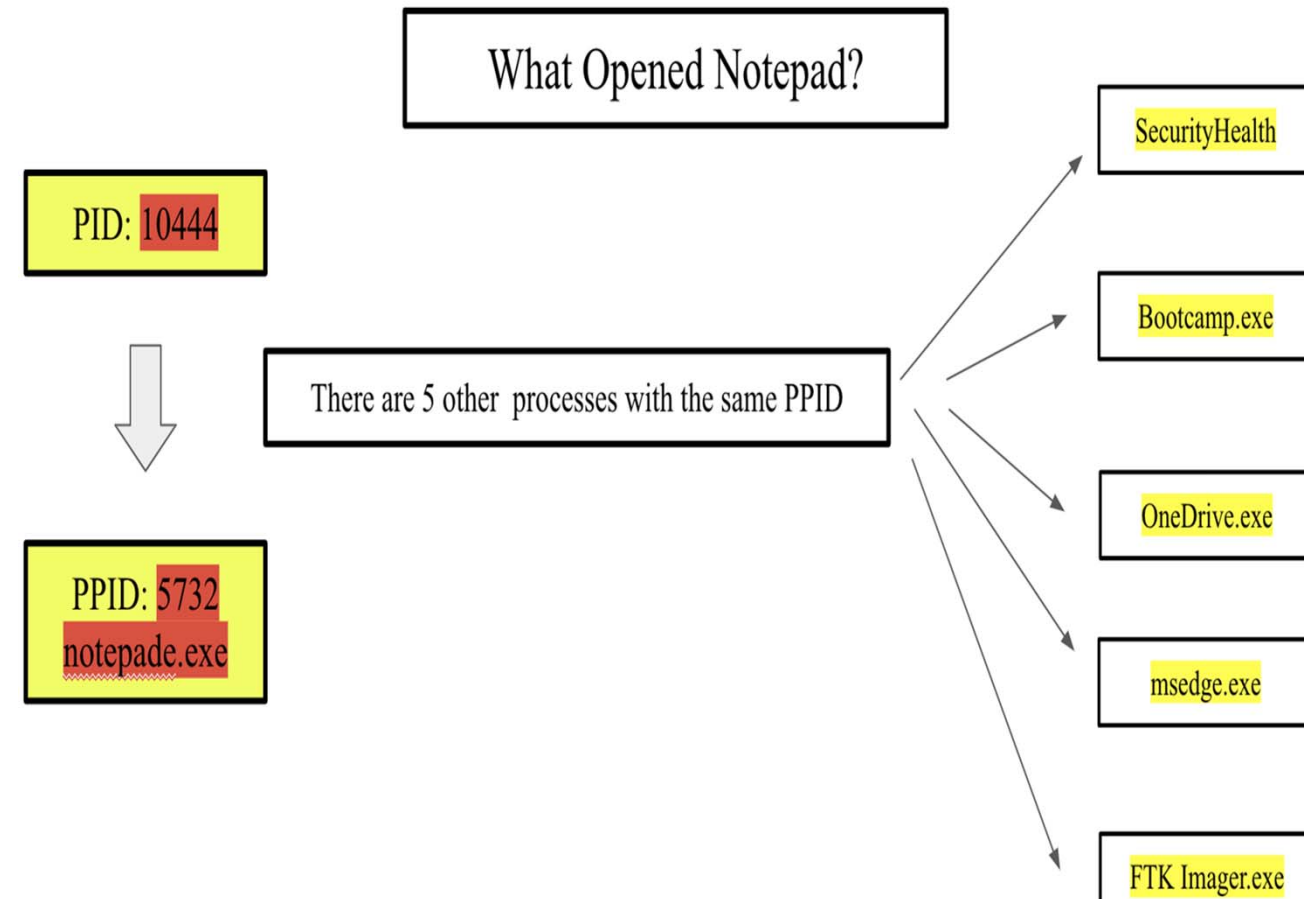 What Opened Notepad?
PID: 10444
PPID: 5732
notepade.exe
There are 5 other processes with the same PPID
SecurityHealth
Bootcamp.exe
OneDrive.exe
msedge.exe
FTK Imager.exe